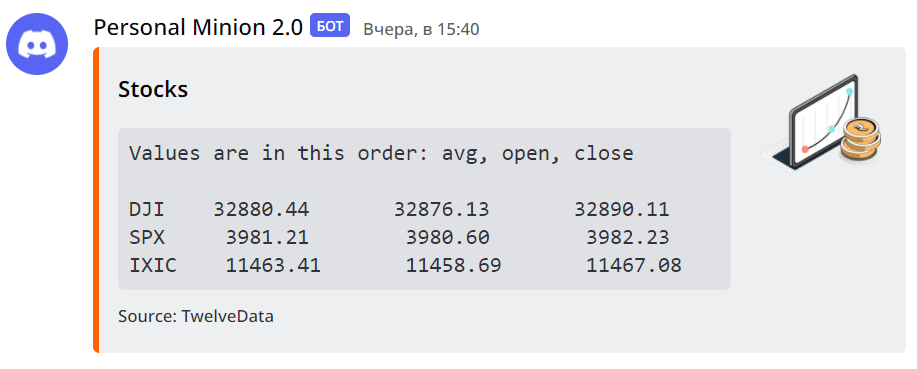 Personal Minion 2.0 БОТ Вчера, в 15:40
Stocks
Values are in this order: avg, open, close
DJI 32880.44 32876.13 32890.11
SPX 3981.21 3980.60 3982.23
IXIC 11463.41 11458.69 11467.08
Source: TwelveData